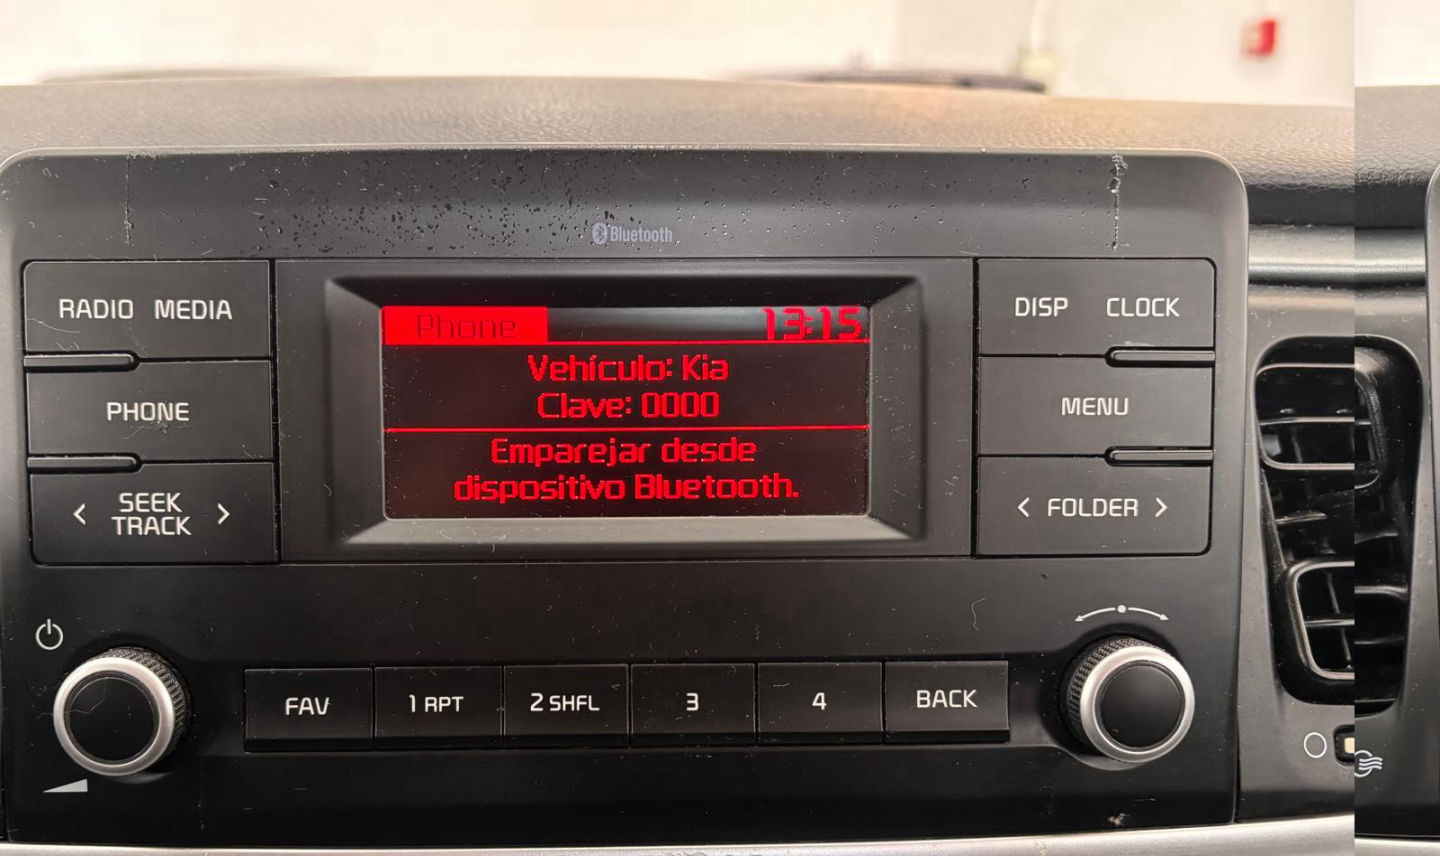 Bluetooth
RADIO MEDIA
PHONE
< SEEK TRACK >
Phone 13:15
Vehículo: Kia
Clave: 0000
Emparejar desde
dispositivo Bluetooth.
DISP CLOCK
MENU
< FOLDER >
FAV
1 RPT
2 SHFL
3
4
BACK